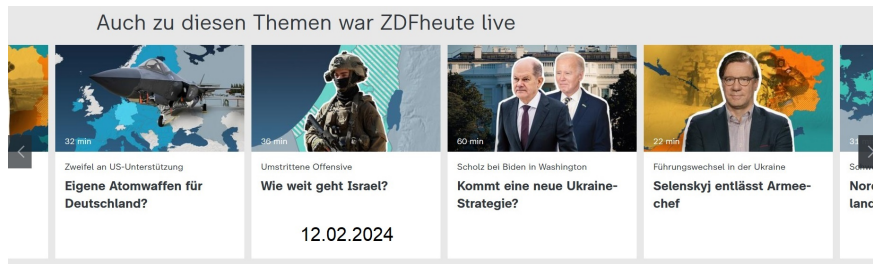 Auch zu diesen Themen war ZDFheute live
32 min
Zweifel an US-Unterstützung
Eigene Atomwaffen für
Deutschland?
36 min
Umstrittene Offensive
Wie weit geht Israel?
12.02.2024
60 min
Scholz bei Biden in Washington
Kommt eine neue Ukraine-
Strategie?
22 min
Führungswechsel in der Ukraine
Selenskyj entlässt Armee-
chef